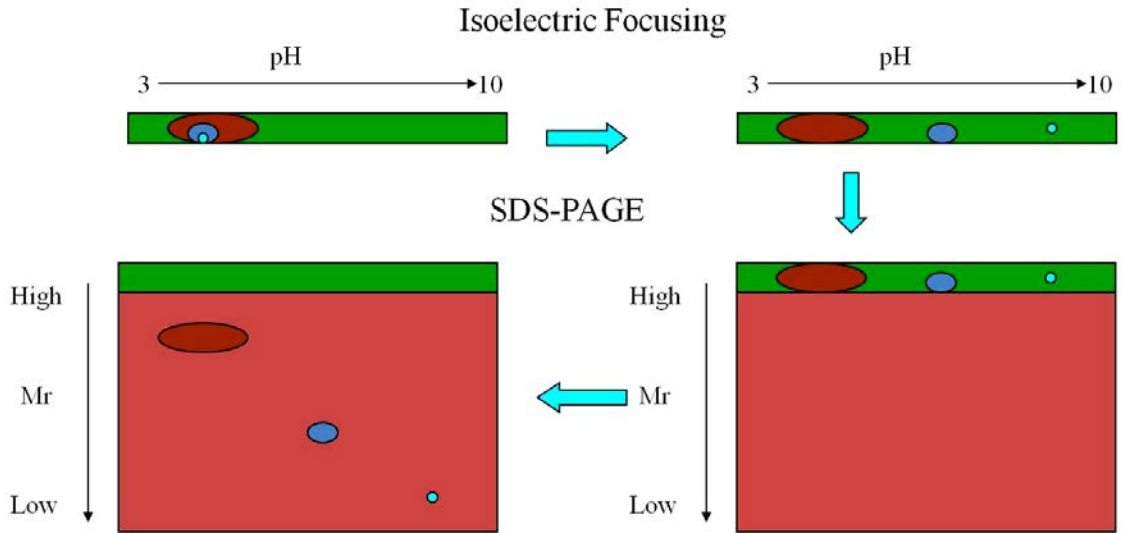 Isoelectric Focusing
pH
3
10
pH
3
10
SDS-PAGE
High
Mr
Low
High
Mr
Low